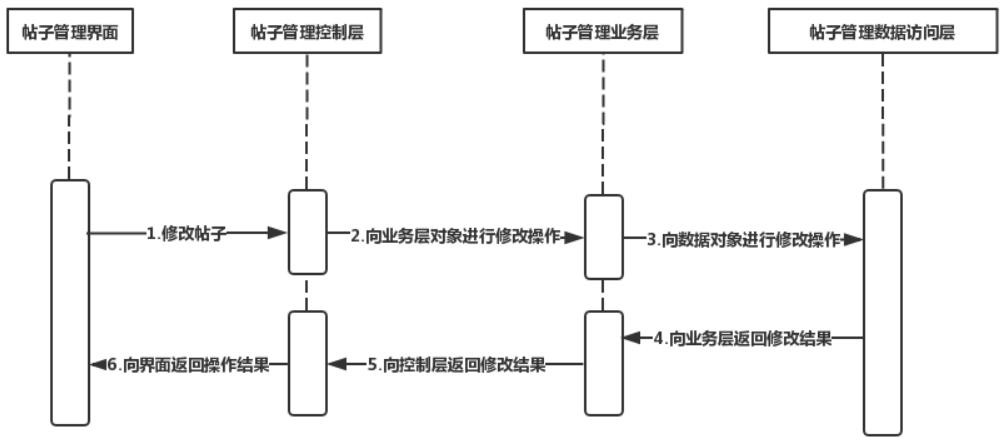 帖子管理界面
帖子管理控制层
帖子管理业务层
帖子管理数据访问层
1.修改帖子
2.向业务层对象进行修改操作
3.向数据对象进行修改操作
4.向业务层返回修改结果
5.向控制层返回修改结果
6.向界面返回操作结果